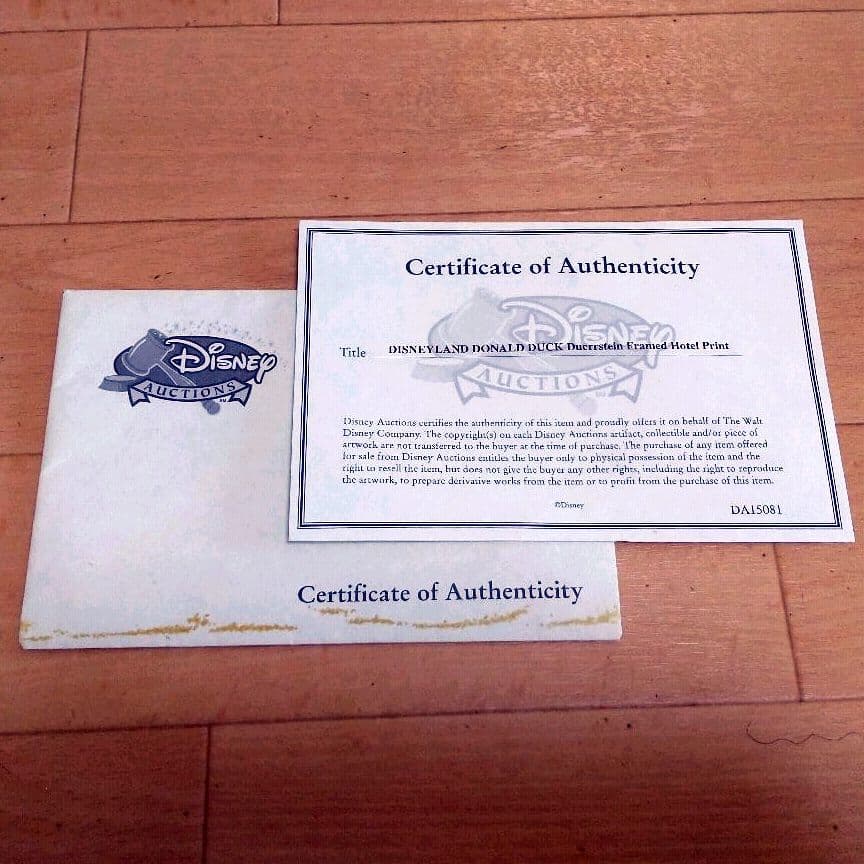 Disney
AUCTIONS
SM
Certificate of Authenticity
Certificate of Authenticity
Disney
AUCTIONS
Title DISNEYLAND DONALD DUCK Duerrstein Framed Hotel Print
Disney Auctions certifies the authenticity of this item and proudly offers it on behalf of The Walt
Disney Company. The copyright(s) on each Disney Auctions artifact, collectible and/or piece of
artwork are not transferred to the buyer at the time of purchase. The purchase of any item offered
for sale from Disney Auctions entitles the buyer only to physical possession of the item and the
right to resell the item, but does not give the buyer any other rights, including the right to reproduce
the artwork, to prepare derivative works from the item or to profit from the purchase of this item.
©Disney
DA15081